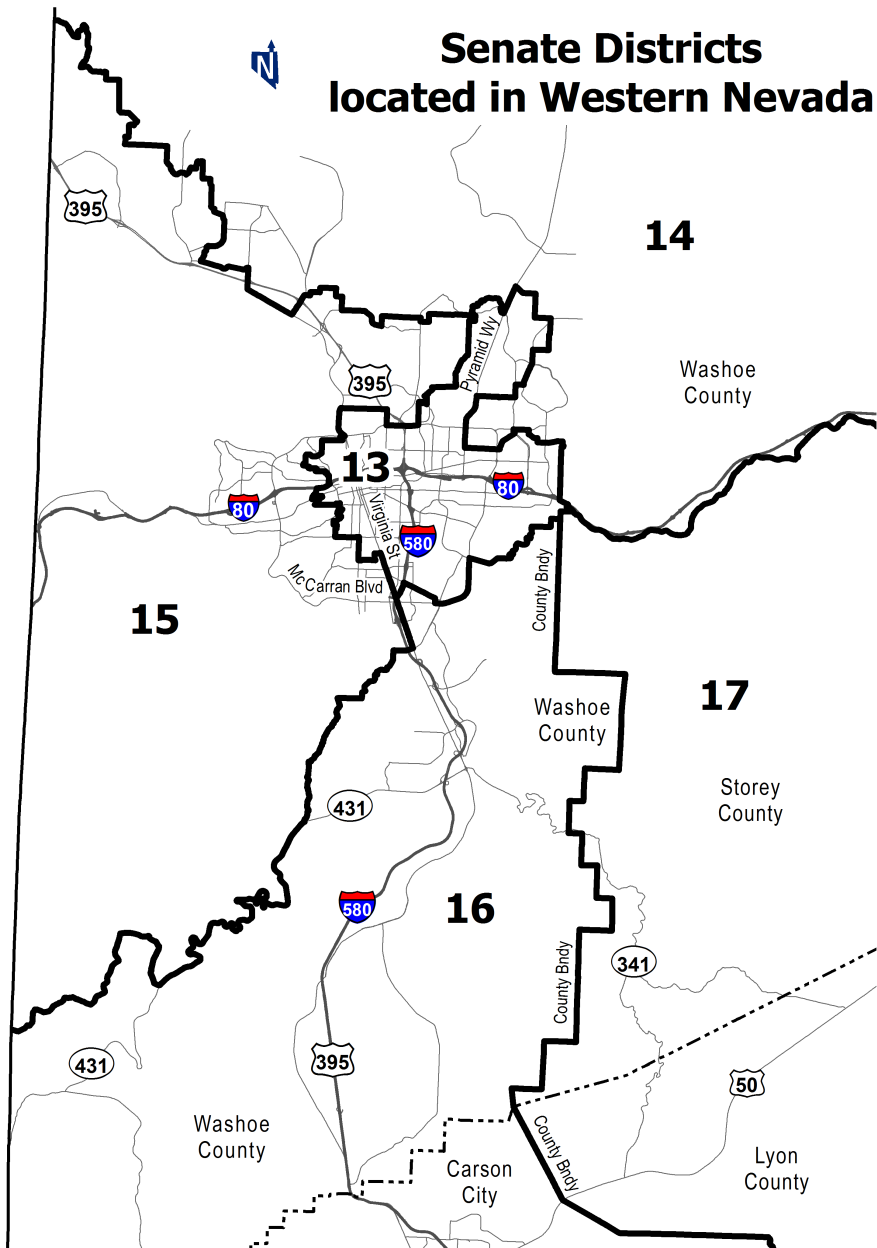 Senate Districts
located in Western Nevada
N
395
14
Washoe
County
Pyramid Wy
395
13
80
80
Virginia St
580
Mc Carran Blvd
County Bndy
15
17
Washoe
County
Storey
County
431
580
16
County Bndy
341
395
431
50
Washoe
County
County Bndy
Carson
City
Lyon
County